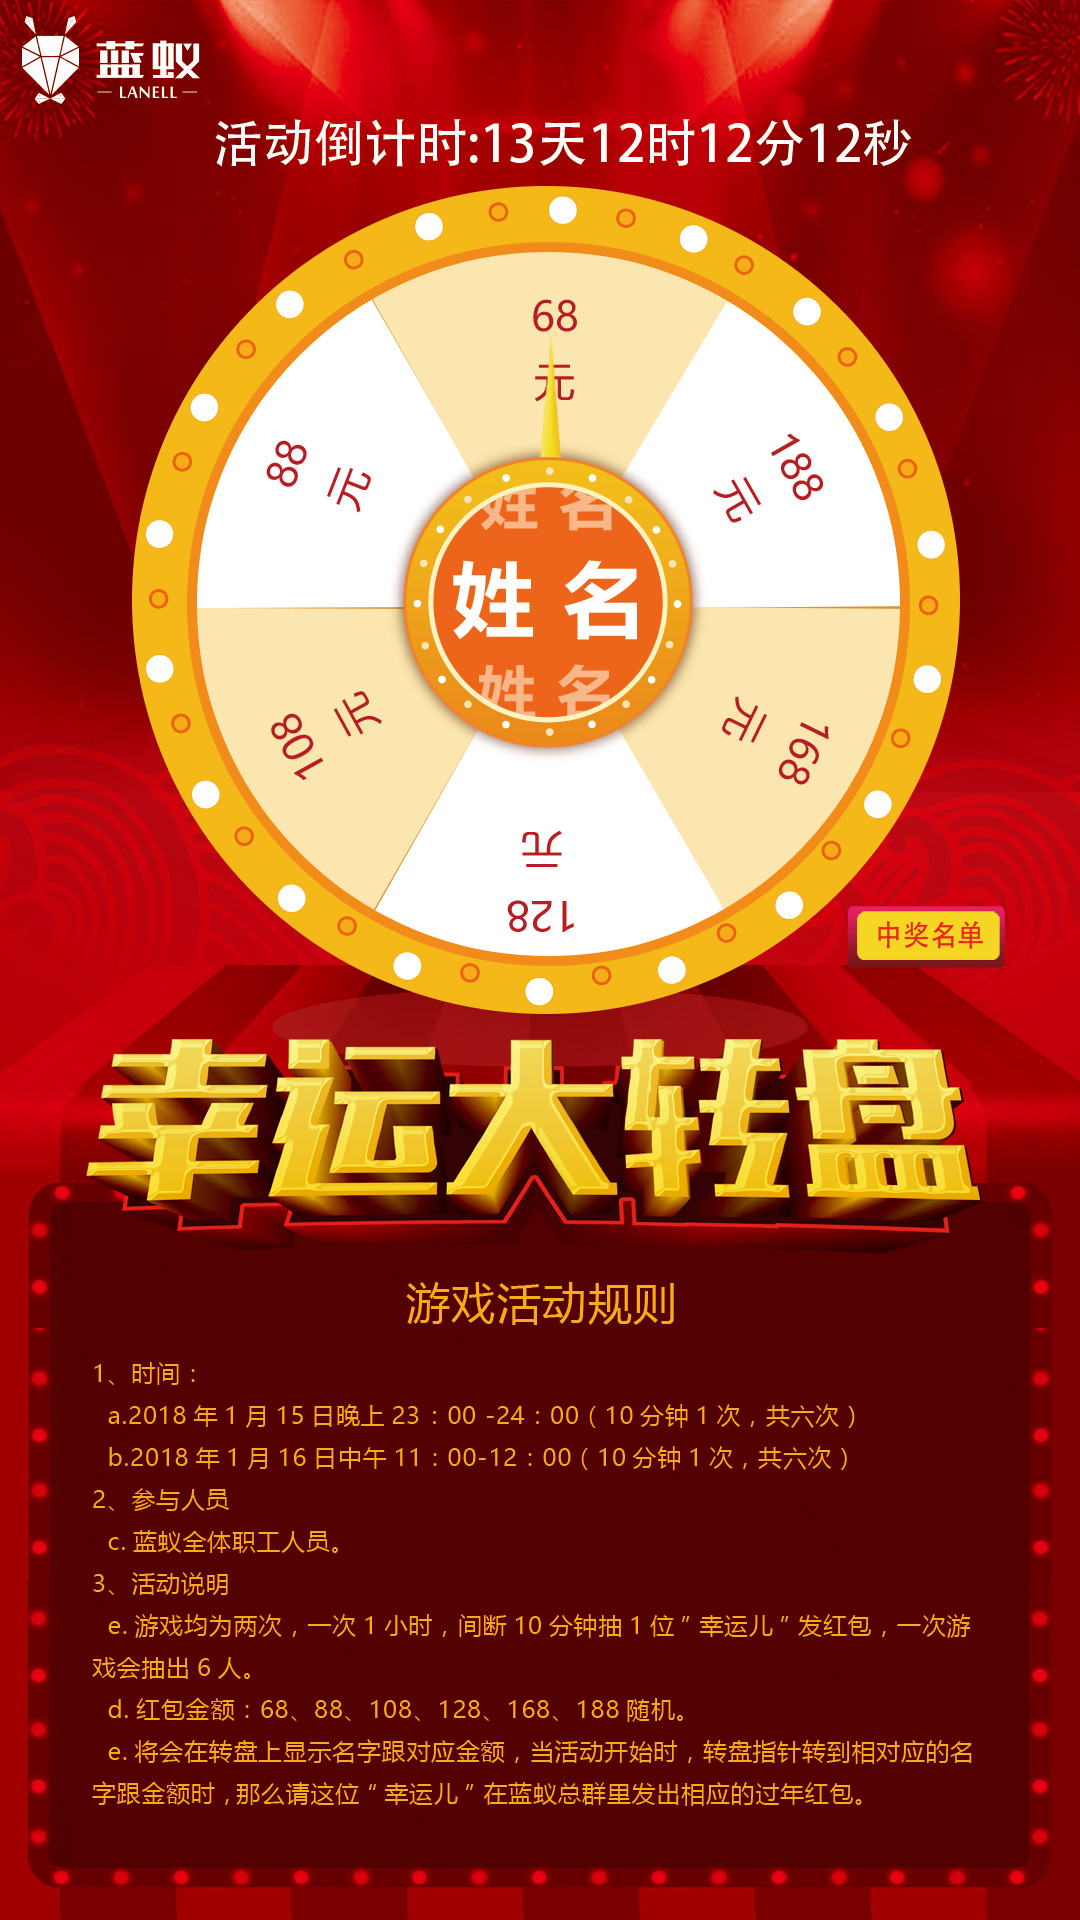 蓝蚁
LANELL
活动倒计时:13天12时12分12秒
68
元
88
元
188
元
姓 名
姓 名
姓 名
108
元
168
元
元
128
中奖名单
幸运大转盘
游戏活动规则
1、时间：
a.2018 年 1 月 15 日晚上 23：00 -24：00（10 分钟 1 次，共六次）
b.2018 年 1 月 16 日中午 11：00-12：00（10 分钟 1 次，共六次）
2、参与人员
c. 蓝蚁全体职工人员。
3、活动说明
e. 游戏均为两次，一次 1 小时，间断 10 分钟抽 1 位＂幸运儿＂发红包，一次游
戏会抽出 6 人。
d. 红包金额：68、88、108、128、168、188 随机。
e. 将会在转盘上显示名字跟对应金额，当活动开始时，转盘指针转到相对应的名
字跟金额时 , 那么请这位“ 幸运儿＂在蓝蚁总群里发出相应的过年红包。